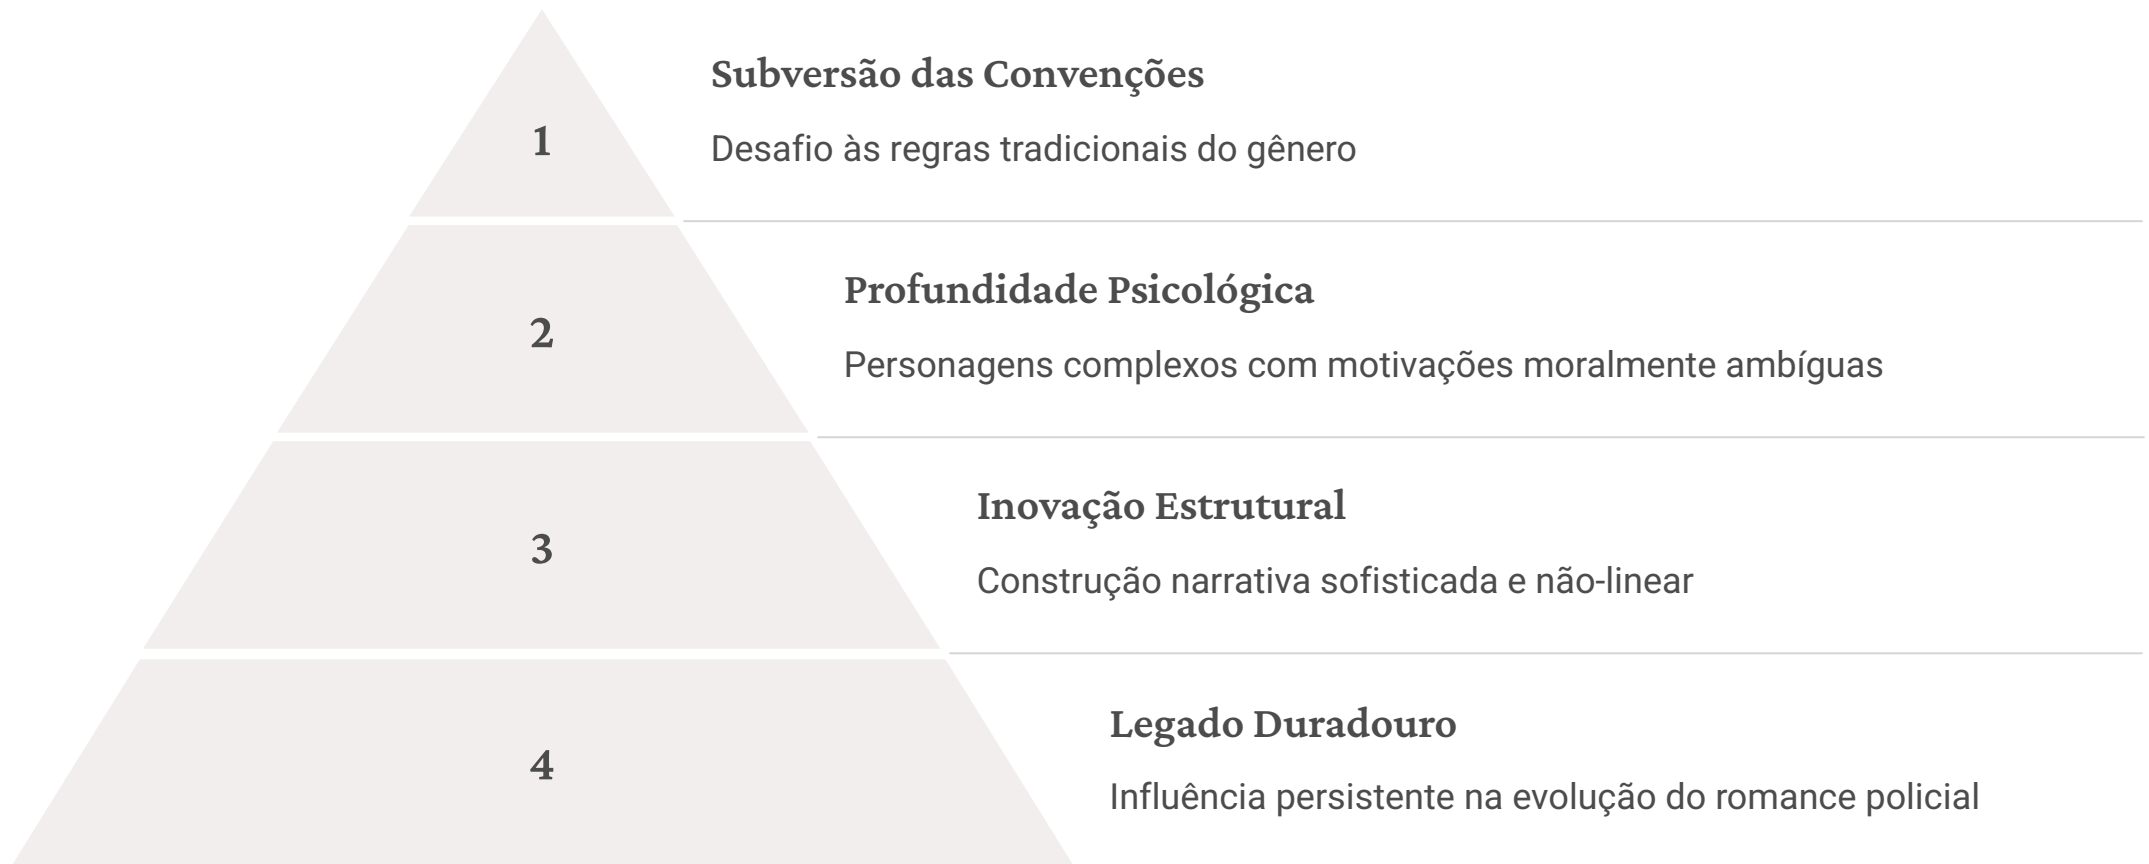 1
Subversão das Convenções
Desafio às regras tradicionais do gênero
2
Profundidade Psicológica
Personagens complexos com motivações moralmente ambíguas
3
Inovação Estrutural
Construção narrativa sofisticada e não-linear
4
Legado Duradouro
Influência persistente na evolução do romance policial